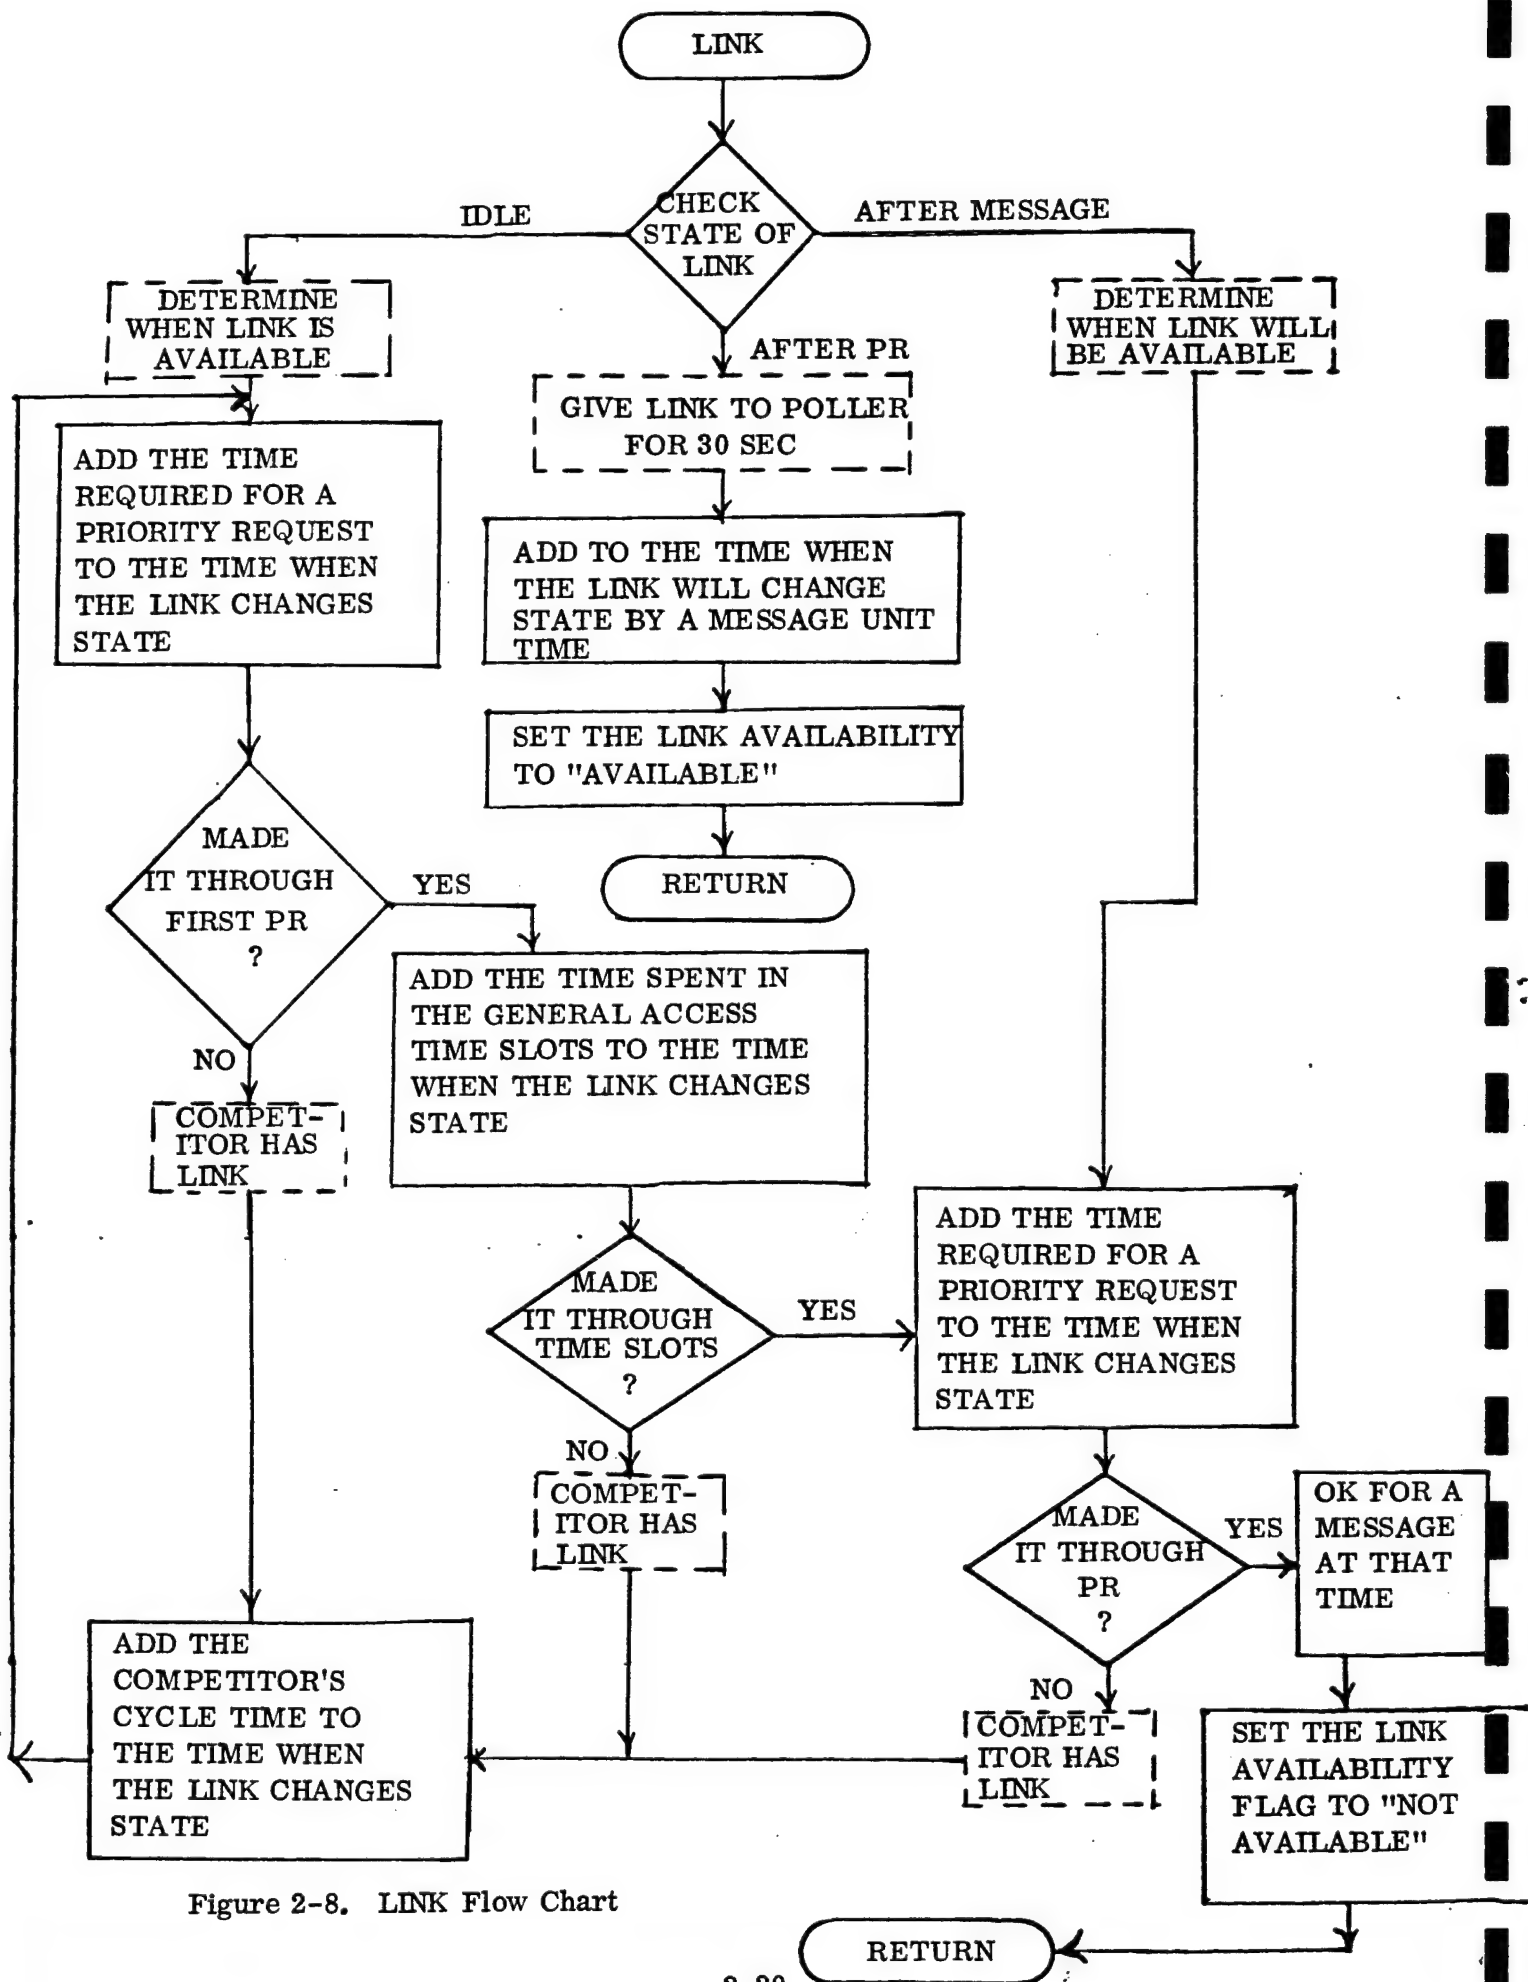 LINK
CHECK
STATE OF
LINK
IDLE
AFTER MESSAGE
AFTER PR
DETERMINE
WHEN LINK IS
AVAILABLE
DETERMINE
WHEN LINK WILL
BE AVAILABLE
GIVE LINK TO POLLER
FOR 30 SEC
ADD THE TIME
REQUIRED FOR A
PRIORITY REQUEST
TO THE TIME WHEN
THE LINK CHANGES
STATE
ADD TO THE TIME WHEN
THE LINK WILL CHANGE
STATE BY A MESSAGE UNIT
TIME
SET THE LINK AVAILABILITY
TO "AVAILABLE"
RETURN
MADE
IT THROUGH
FIRST PR
?
YES
NO
COMPET-
ITOR HAS
LINK
ADD THE TIME SPENT IN
THE GENERAL ACCESS
TIME SLOTS TO THE TIME
WHEN THE LINK CHANGES
STATE
MADE
IT THROUGH
TIME SLOTS
?
YES
NO
COMPET-
ITOR HAS
LINK
ADD THE TIME
REQUIRED FOR A
PRIORITY REQUEST
TO THE TIME WHEN
THE LINK CHANGES
STATE
MADE
IT THROUGH
PR
?
YES
OK FOR A
MESSAGE
AT THAT
TIME
NO
COMPET-
ITOR HAS
LINK
ADD THE
COMPETITOR'S
CYCLE TIME TO
THE TIME WHEN
THE LINK CHANGES
STATE
SET THE LINK
AVAILABILITY
FLAG TO "NOT
AVAILABLE"
RETURN
Figure 2-8. LINK Flow Chart